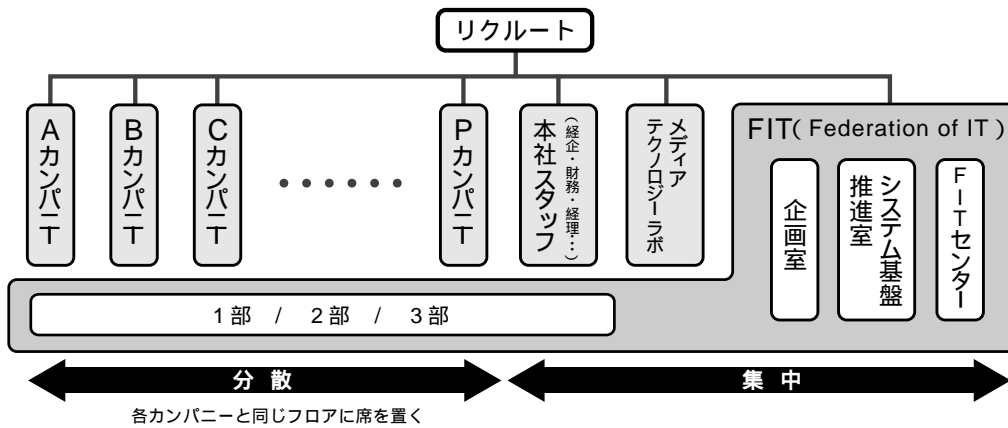 リクルート
Aカンパニー
Bカンパニー
Cカンパニー
・・・・・・
Pカンパニー
本社スタッフ
(経企・財務・経理・・・)
メディア
テクノロジーラボ
FIT(Federation of IT)
企画室
システム基盤
推進室
FITセンター
1部 / 2部 / 3部
分散
集中
各カンパニーと同じフロアに席を置く